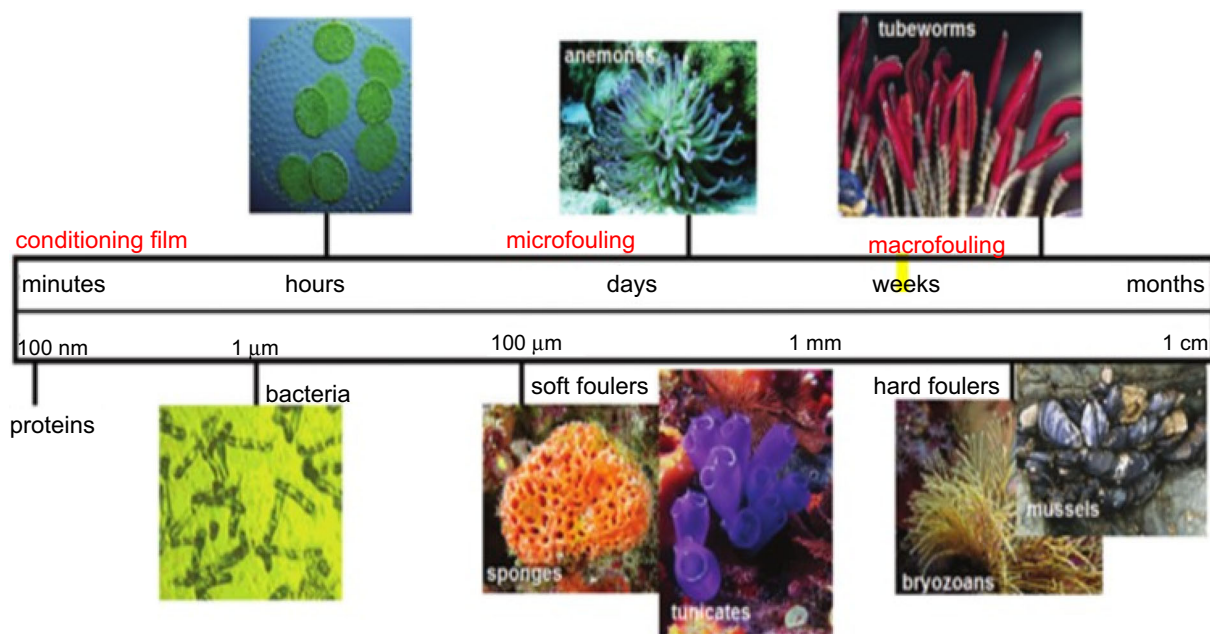 tubeworms
anemones
conditioning film
microfouling
macrofouling
minutes hours days weeks months
100 nm 1 μm 100 μm 1 mm 1 cm
proteins
bacteria
soft foulers
hard foulers
sponges
tunicates
bryozoans
mussels